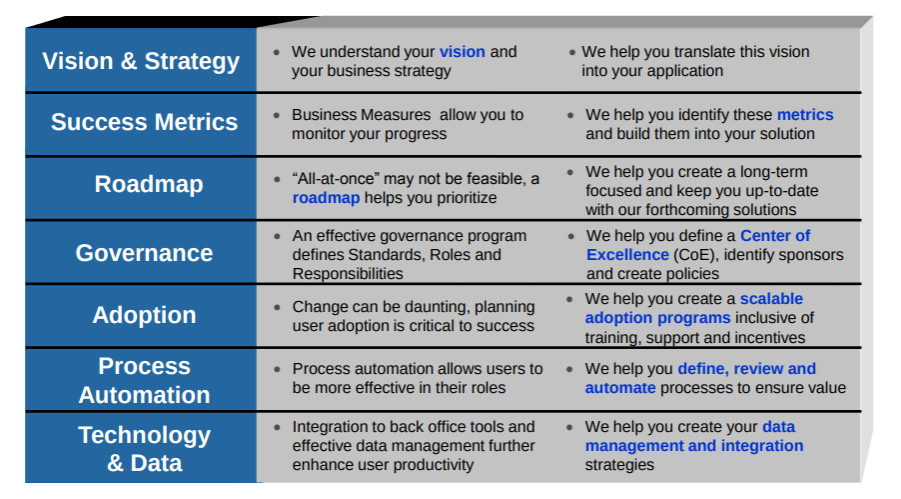 Vision & Strategy
• We understand your vision and
your business strategy
• We help you translate this vision
into your application
Success Metrics
• Business Measures allow you to
monitor your progress
• We help you identify these metrics
and build them into your solution
Roadmap
• “All-at-once” may not be feasible, a
roadmap helps you prioritize
• We help you create a long-term
focused and keep you up-to-date
with our forthcoming solutions
Governance
• An effective governance program
defines Standards, Roles and
Responsibilities
• We help you define a Center of
Excellence (CoE), identify sponsors
and create policies
Adoption
• Change can be daunting, planning
user adoption is critical to success
• We help you create a scalable
adoption programs inclusive of
training, support and incentives
Process
Automation
• Process automation allows users to
be more effective in their roles
• We help you define, review and
automate processes to ensure value
Technology
& Data
• Integration to back office tools and
effective data management further
enhance user productivity
• We help you create your data
management and integration
strategies